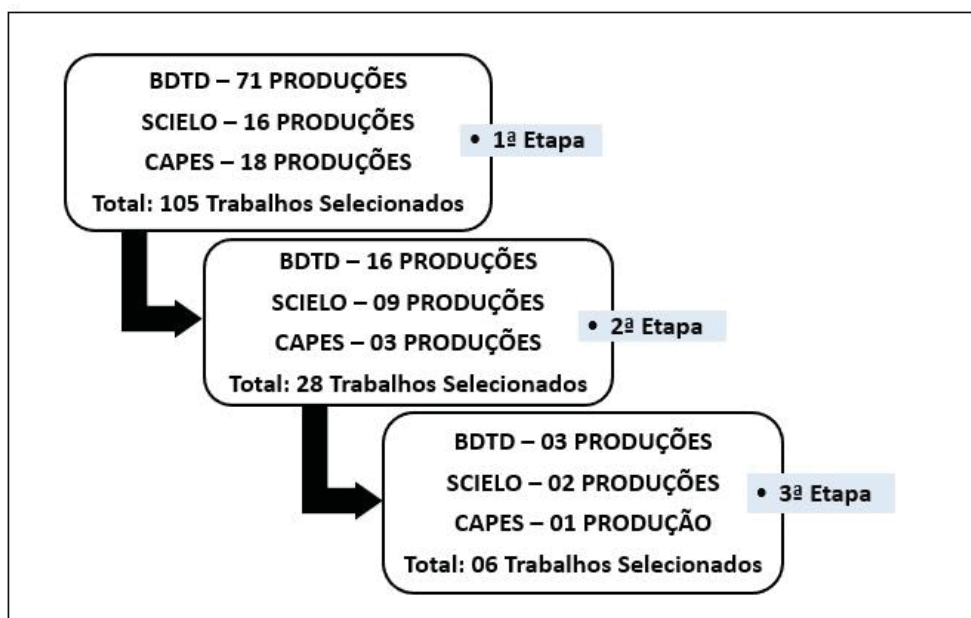 BDTD – 71 PRODUÇÕES
SCIELO – 16 PRODUÇÕES
CAPES – 18 PRODUÇÕES
Total: 105 Trabalhos Selecionados
• 1ª Etapa
BDTD – 16 PRODUÇÕES
SCIELO – 09 PRODUÇÕES
CAPES – 03 PRODUÇÕES
Total: 28 Trabalhos Selecionados
• 2ª Etapa
BDTD – 03 PRODUÇÕES
SCIELO – 02 PRODUÇÕES
CAPES – 01 PRODUÇÃO
Total: 06 Trabalhos Selecionados
• 3ª Etapa